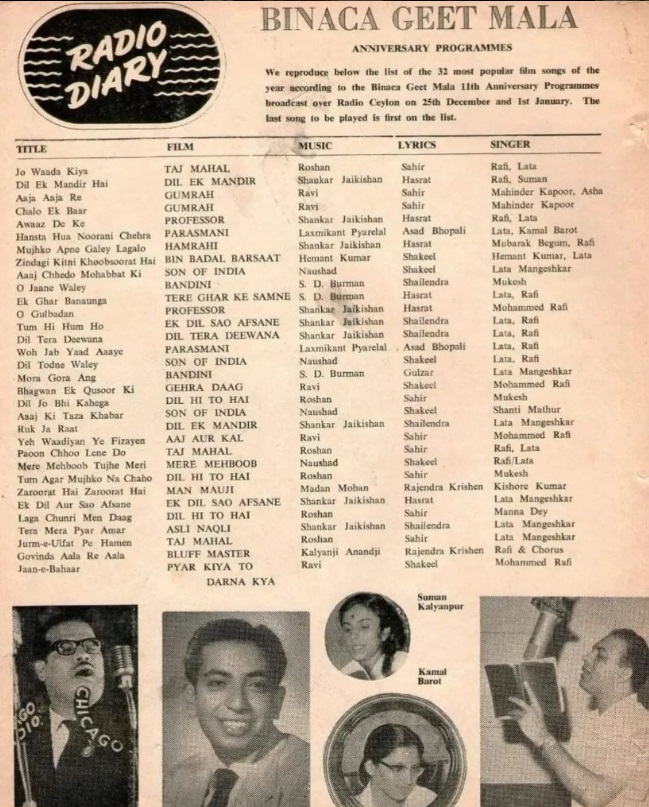 RADIO
DIARY
BINACA GEET MALA
ANNIVERSARY PROGRAMMES
We reproduce below the list of the 32 most popular film songs of the
year according to the Binaca Geet Mala 11th Anniversary Programmes
broadcast over Radio Ceylon on 25th December and 1st January. The
last song to be played is first on the list.
TITLE FILM MUSIC LYRICS SINGER
Jo Waada Kiya TAJ MAHAL Roshan Sahir Rafi, Lata
Dil Ek Mandir Hai DIL EK MANDIR Shankar Jaikishan Hasrat Rafi, Suman
Aaja Aaja Re GUMRAH Ravi Sahir Mahinder Kapoor, Asha
Chalo Ek Baar GUMRAH Ravi Sahir Mahinder Kapoor
Awaaz De Ke PROFESSOR Shankar Jaikishan Hasrat Rafi, Lata
Hansta Hua Noorani Chehra PARASMANI Laxmikant Pyarelal Asad Bhopali Lata, Kamal Barot
Mujhko Apne Galey Lagalo HAMRAHI Shankar Jaikishan Hasrat Mubarak Begum, Rafi
Zindagi Kitni Khoobsoorat Hai BIN BADAL BARSAAT Hemant Kumar Shakeel Hemant Kumar, Lata
Aaaj Chhedo Mohabbat Ki SON OF INDIA Naushad Shakeel Lata Mangeshkar
O Jaane Waley BANDINI S. D. Burman Shailendra Mukesh
Ek Ghar Banaunga TERE GHAR KE SAMNE S. D. Burman Hasrat Lata, Rafi
O Gulbadan PROFESSOR Shankar Jaikishan Hasrat Mohammed Rafi
Tum Hi Hum Ho EK DIL SAO AFSANE Shankar Jaikishan Shailendra Lata, Rafi
Dil Tera Deewana DIL TERA DEEWANA Shankar Jaikishan Shailendra Lata, Rafi
Woh Jab Yaad Aaaye PARASMANI Laxmikant Pyarelal Asad Bhopali Lata, Rafi
Dil Todne Waley SON OF INDIA Naushad Shakeel Lata, Rafi
Mora Gora Ang BANDINI S. D. Burman Gulzar Lata Mangeshkar
Bhagwan Ek Qusoor Ki GEHRA DAAG Ravi Shakeel Mohammed Rafi
Dil Jo Bhi Kahega DIL HI TO HAI Roshan Sahir Mukesh
Aaaj Ki Taza Khabar SON OF INDIA Naushad Shakeel Shanti Mathur
Ruk Ja Raat DIL EK MANDIR Shankar Jaikishan Shailendra Lata Mangeshkar
Yeh Waadiyan Ye Fizayen AAJ AUR KAL Ravi Sahir Mohammed Rafi
Paoon Chhoo Lene Do TAJ MAHAL Roshan Sahir Rafi, Lata
Mere Mehboob Tujhe Meri MERE MEHBOOB Naushad Shakeel Rafi/Lata
Tum Agar Mujhko Na Chaho DIL HI TO HAI Roshan Sahir Mukesh
Zaroorat Hai Zaroorat Hai MAN MAUJI Madan Mohan Rajendra Krishen Kishore Kumar
Ek Dil Aur Sao Afsane EK DIL SAO AFSANE Shankar Jaikishan Hasrat Lata Mangeshkar
Laga Chunri Men Daag DIL HI TO HAI Roshan Sahir Manna Dey
Tera Mera Pyar Amar ASLI NAQLI Shankar Jaikishan Shailendra Lata Mangeshkar
Jurm-e-Ulfat Pe Hamen TAJ MAHAL Roshan Sahir Lata Mangeshkar
Govinda Aala Re Aala BLUFF MASTER Kalyanji Anandji Rajendra Krishen Rafi & Chorus
Jaan-e-Bahaar PYAR KIYA TO Ravi Shakeel Mohammed Rafi
DARNA KYA
Suman
Kalyanpur
Kamal
Barot
CHICAGO